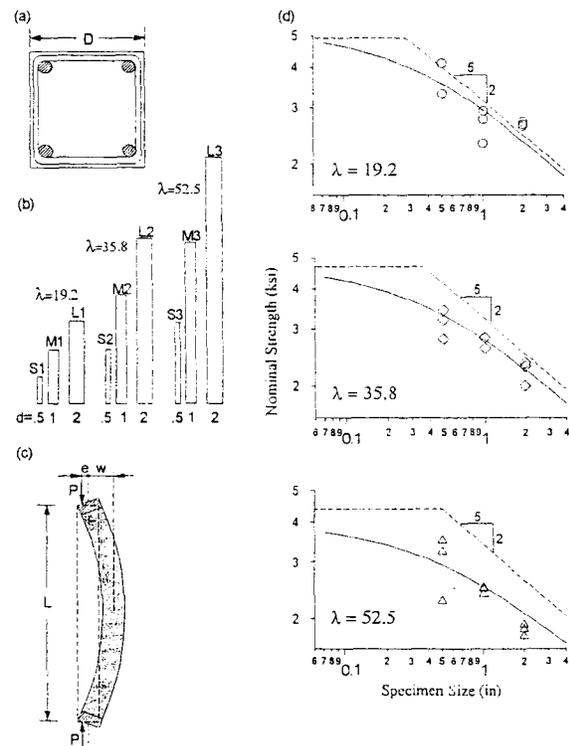 (a)
D
(b)
λ=19.2
λ=35.8
λ=52.5
S1
M1
L1
S2
M2
L2
S3
M3
L3
d= .5 1 2 .5 1 2 .5 1 2
(c)
e w
P
L
P
(d)
Nominal Strength (ksi)
5
4
3
2
5
2
λ = 19.2
6 7 8 9 0.1 2 3 4 5 6 7 8 9 1 2 3 4
5
4
3
2
5
2
λ = 35.8
6 7 8 9 0.1 2 3 4 5 6 7 8 9 1 2 3 4
5
4
3
2
5
2
λ = 52.5
6 7 8 9 0.1 2 3 4 5 6 7 8 9 1 2 3 4
Specimen Size (in)